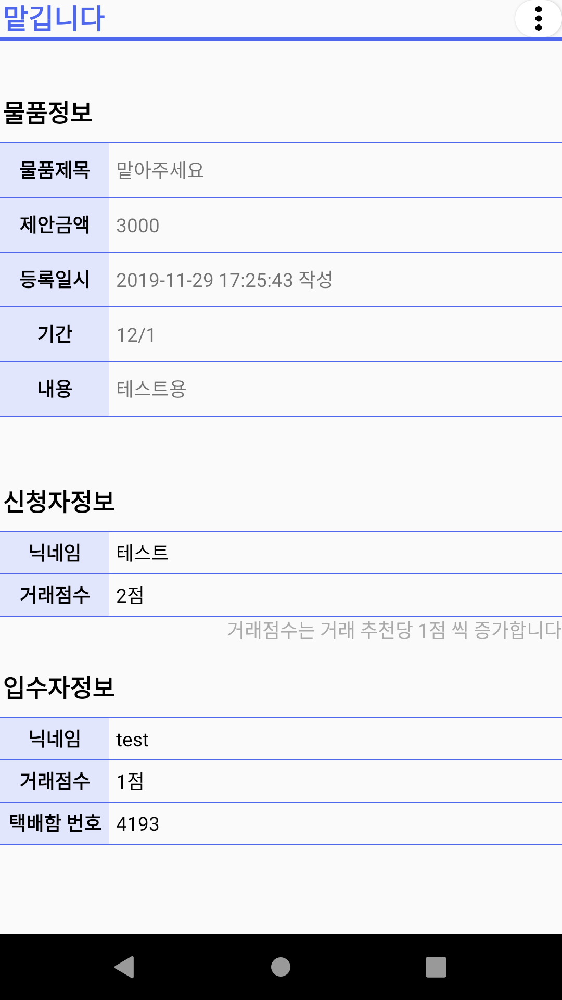 맡깁니다
물품정보
물품제목 맡아주세요
제안금액 3000
등록일시 2019-11-29 17:25:43 작성
기간 12/1
내용 테스트용
신청자정보
닉네임 테스트
거래점수 2점
거래점수는 거래 추천당 1점 씩 증가합니다
입수자정보
닉네임 test
거래점수 1점
택배함 번호 4193